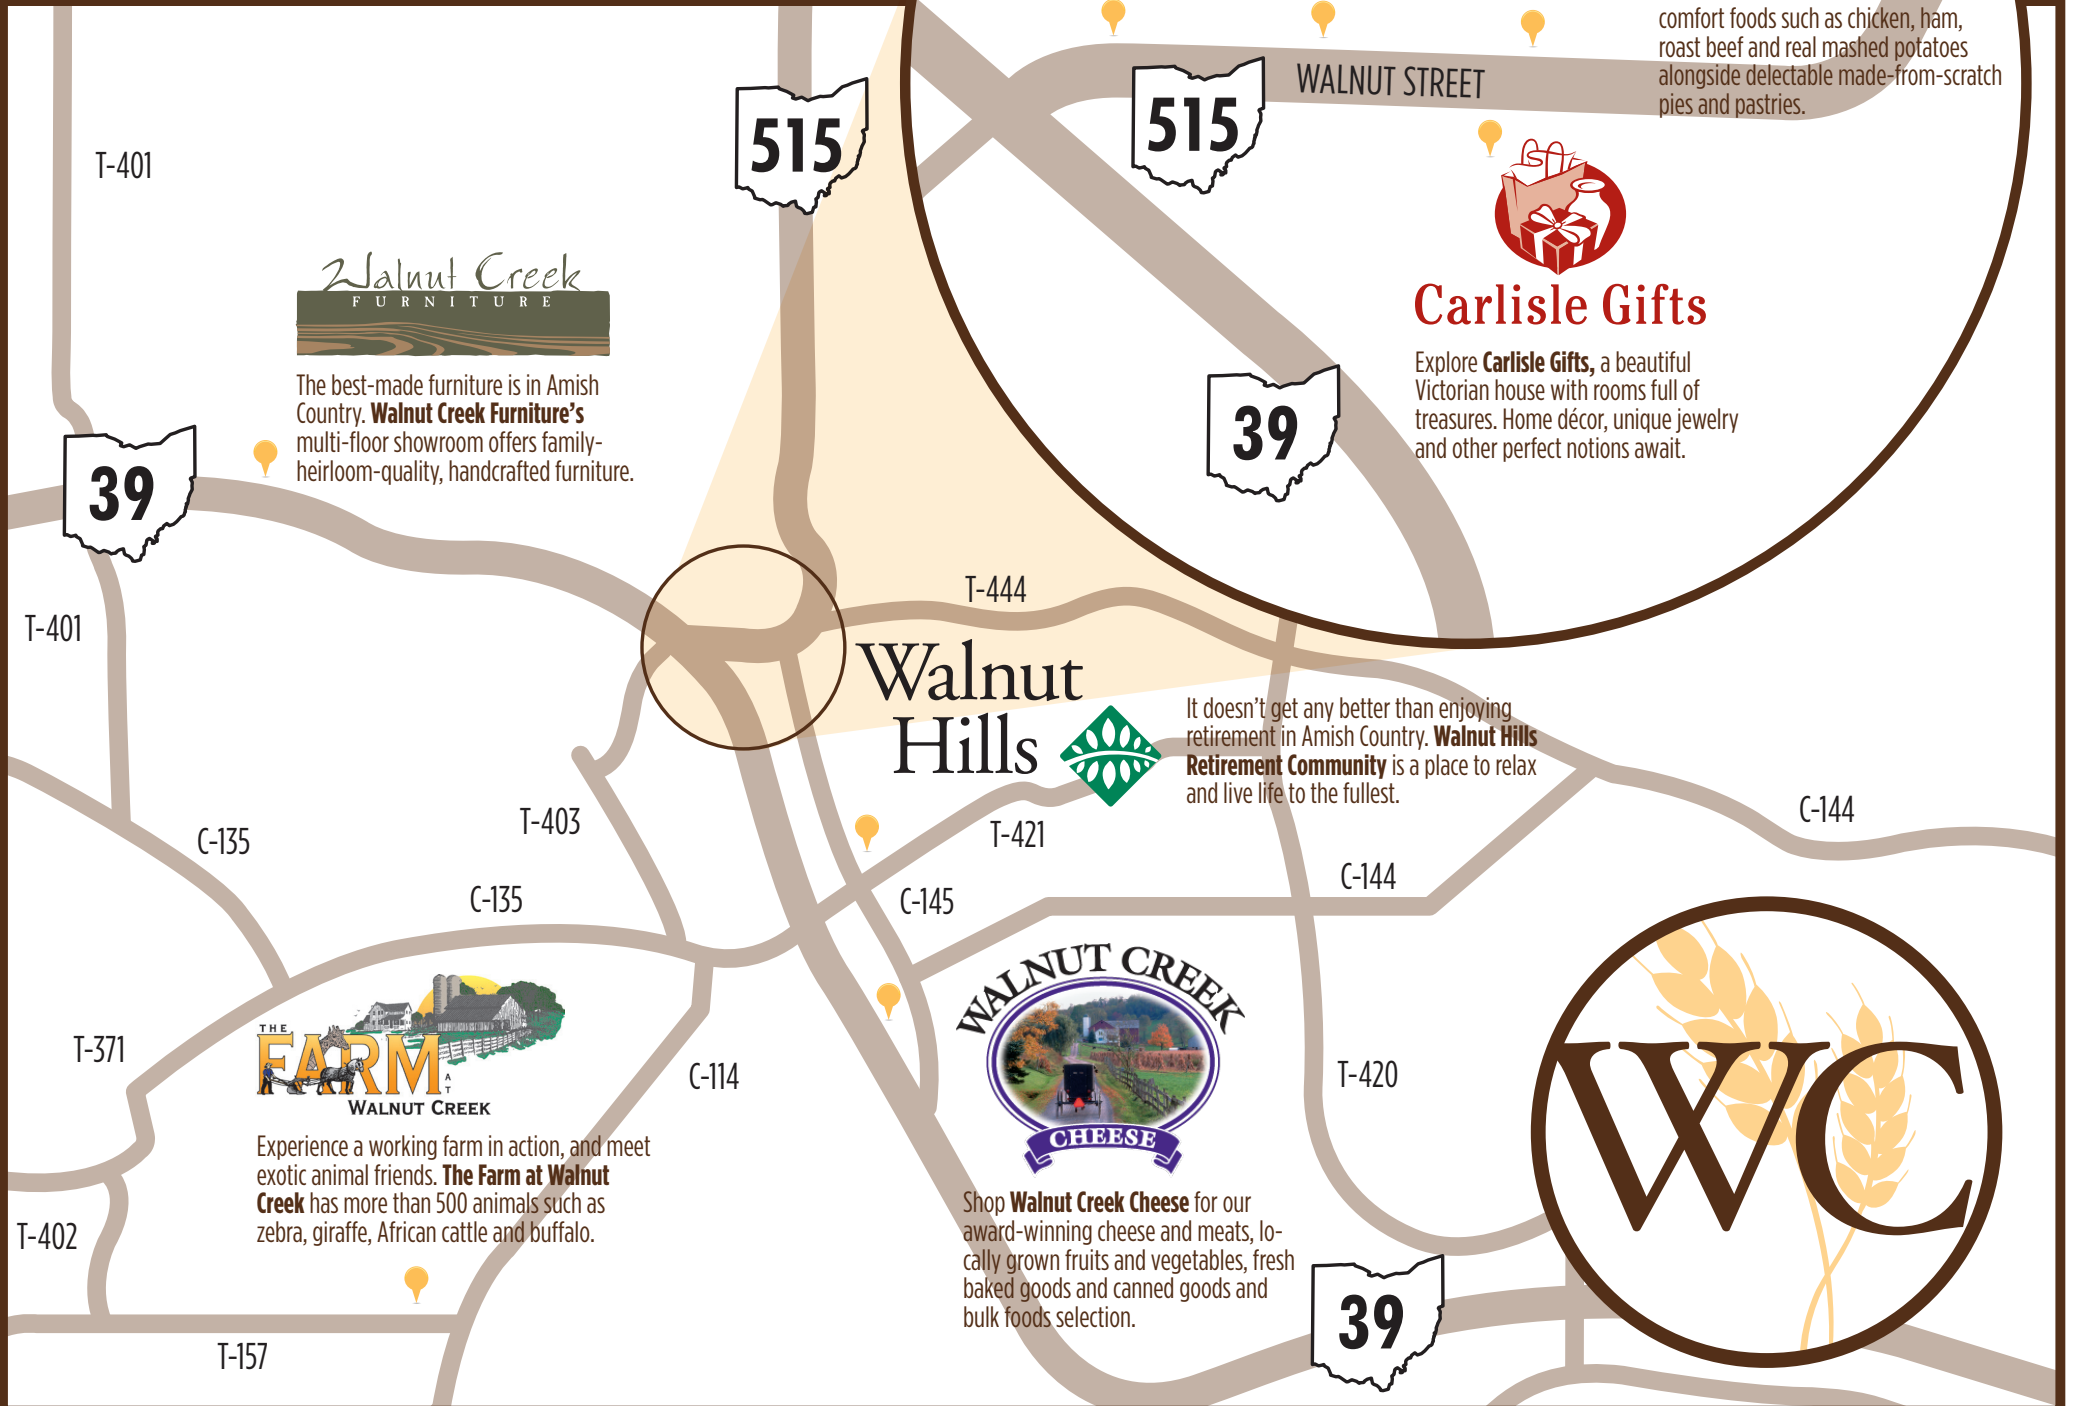 comfort foods such as chicken, ham,
roast beef and real mashed potatoes
alongside delectable made-from-scratch
pies and pastries.
WALNUT STREET
515
515
T-401
Carlisle Gifts
Explore Carlisle Gifts, a beautiful
Victorian house with rooms full of
treasures. Home décor, unique jewelry
and other perfect notions await.
Walnut Creek
FURNITURE
The best-made furniture is in Amish
Country. Walnut Creek Furniture's
multi-floor showroom offers family-
heirloom-quality, handcrafted furniture.
39
39
T-444
T-401
Walnut
Hills
It doesn't get any better than enjoying
retirement in Amish Country. Walnut Hills
Retirement Community is a place to relax
and live life to the fullest.
T-403
T-421
C-144
C-135
C-135
C-145
C-144
THE
FARM
AT
WALNUT CREEK
Experience a working farm in action, and meet
exotic animal friends. The Farm at Walnut
Creek has more than 500 animals such as
zebra, giraffe, African cattle and buffalo.
T-371
C-114
WALNUT CREEK
CHEESE
Shop Walnut Creek Cheese for our
award-winning cheese and meats, lo-
cally grown fruits and vegetables, fresh
baked goods and canned goods and
bulk foods selection.
T-420
WC
T-402
39
T-157